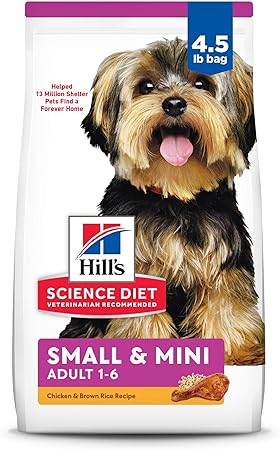 4.5
lb bag
Helped
13 Million Shelter
Pets Find a
Forever Home
Hill's
SCIENCE DIET
VETERINARIAN RECOMMENDED
SMALL & MINI
ADULT 1-6
Chicken & Brown Rice Recipe